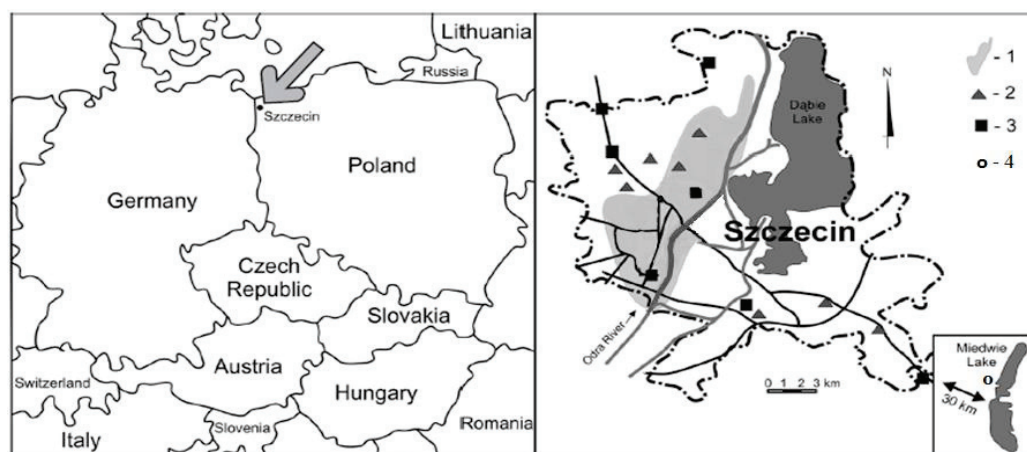 Lithuania
Russia
Szczecin
Poland
Germany
Czech
Republic
Slovakia
Austria
Switzerland
Hungary
Slovenia
Romania
Italy
- 1
N
- 2
Dąbie
Lake
- 3
o - 4
Szczecin
Odra River
0 1 2 3 km
Miedwie
Lake
o
30 km